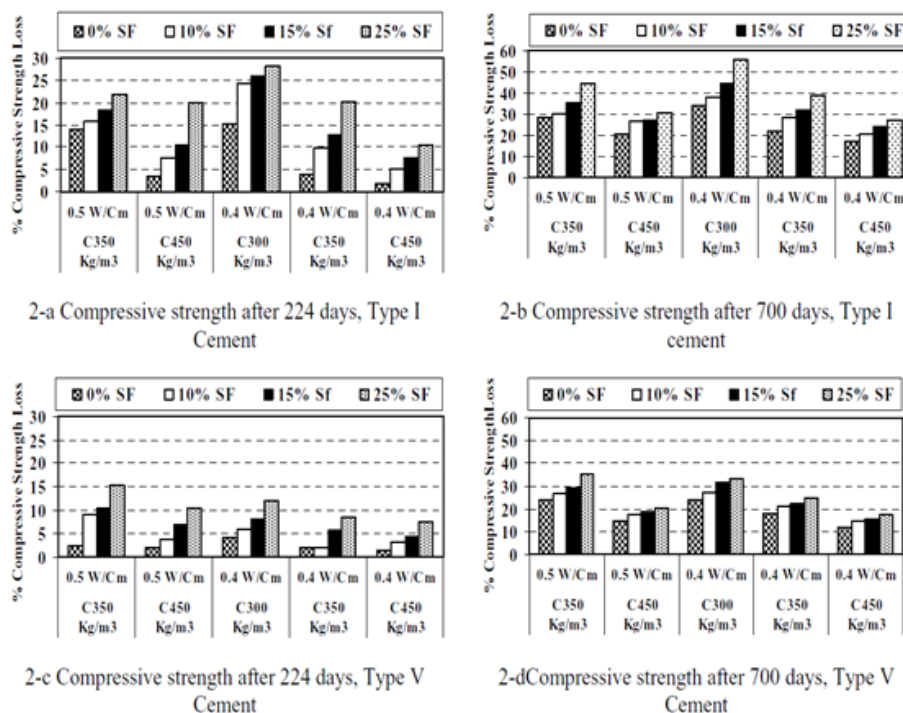 0% SF 10% SF 15% Sf 25% SF
% Compressive Strength Loss
30
25
20
15
10
5
0
0.5 W/Cm 0.5 W/Cm 0.4 W/Cm 0.4 W/Cm 0.4 W/Cm
C350 C450 C300 C350 C450
Kg/m3 Kg/m3 Kg/m3 Kg/m3 Kg/m3
2-a Compressive strength after 224 days, Type I
Cement
0% SF 10% SF 15% Sf 25% SF
% Compressive Strength Loss
60
50
40
30
20
10
0
0.5 W/Cm 0.5 W/Cm 0.4 W/Cm 0.4 W/Cm 0.4 W/Cm
C350 C450 C300 C350 C450
Kg/m3 Kg/m3 Kg/m3 Kg/m3 Kg/m3
2-b Compressive strength after 700 days, Type I
cement
0% SF 10% SF 15% Sf 25% SF
% Compressive StrengthLoss
30
25
20
15
10
5
0
0.5 W/Cm 0.5 W/Cm 0.4 W/Cm 0.4 W/Cm 0.4 W/Cm
C350 C450 C300 C350 C450
Kg/m3 Kg/m3 Kg/m3 Kg/m3 Kg/m3
2-c Compressive strength after 224 days, Type V
Cement
0% SF 10% SF 15% Sf 25% SF
% Compressive StrengthLoss
60
50
40
30
20
10
0
0.5 W/Cm 0.5 W/Cm 0.4 W/Cm 0.4 W/Cm 0.4 W/Cm
C350 C450 C300 C350 C450
Kg/m3 Kg/m3 Kg/m3 Kg/m3 Kg/m3
2-dCompressive strength after 700 days, Type V
Cement